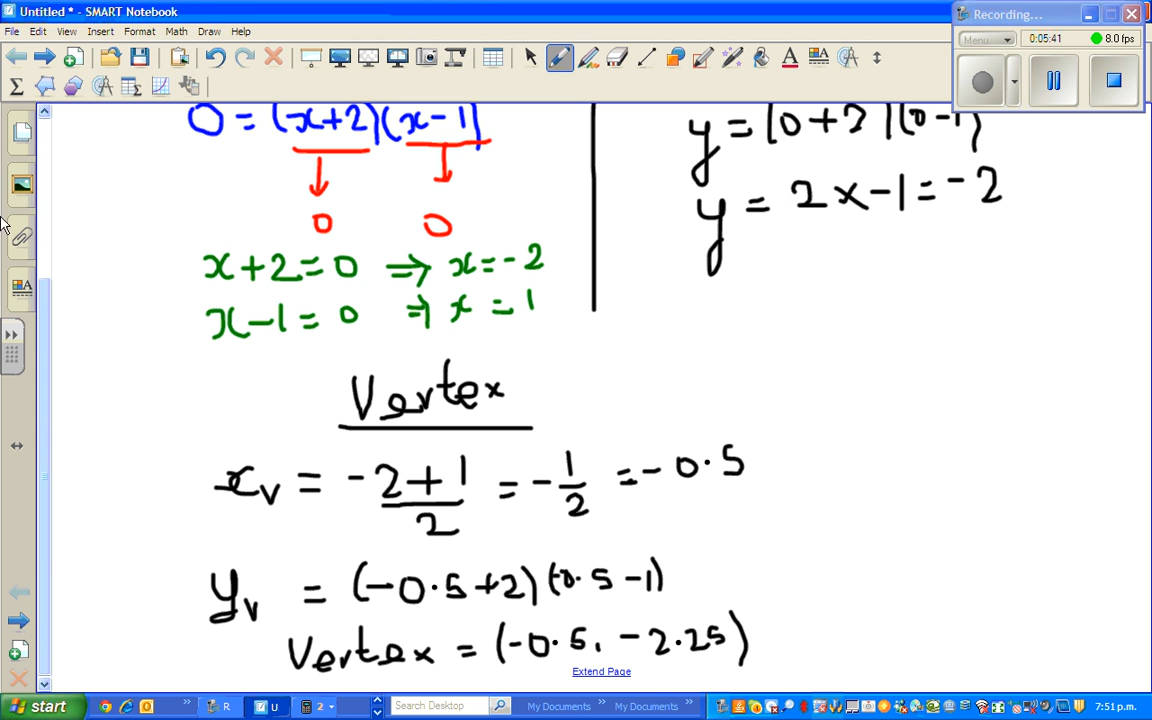 Untitled * - SMART Notebook
Recording...
File Edit View Insert Format Math Draw Help
Menu 0:05:41 8.0 fps
0 = (x+2)(x-1)
0 0
x+2=0 ⇒ x=-2
x-1=0 ⇒ x=1
y = (0+2)(0-1)
y = 2x-1=-2
Vertex
xv = -2+1/2 = -1/2 = -0.5
yv = (-0.5+2)(-0.5-1)
Vertex = (-0.5, -2.25)
Extend Page
start R U 2 Search Desktop My Documents My Documents 7:51 p.m.